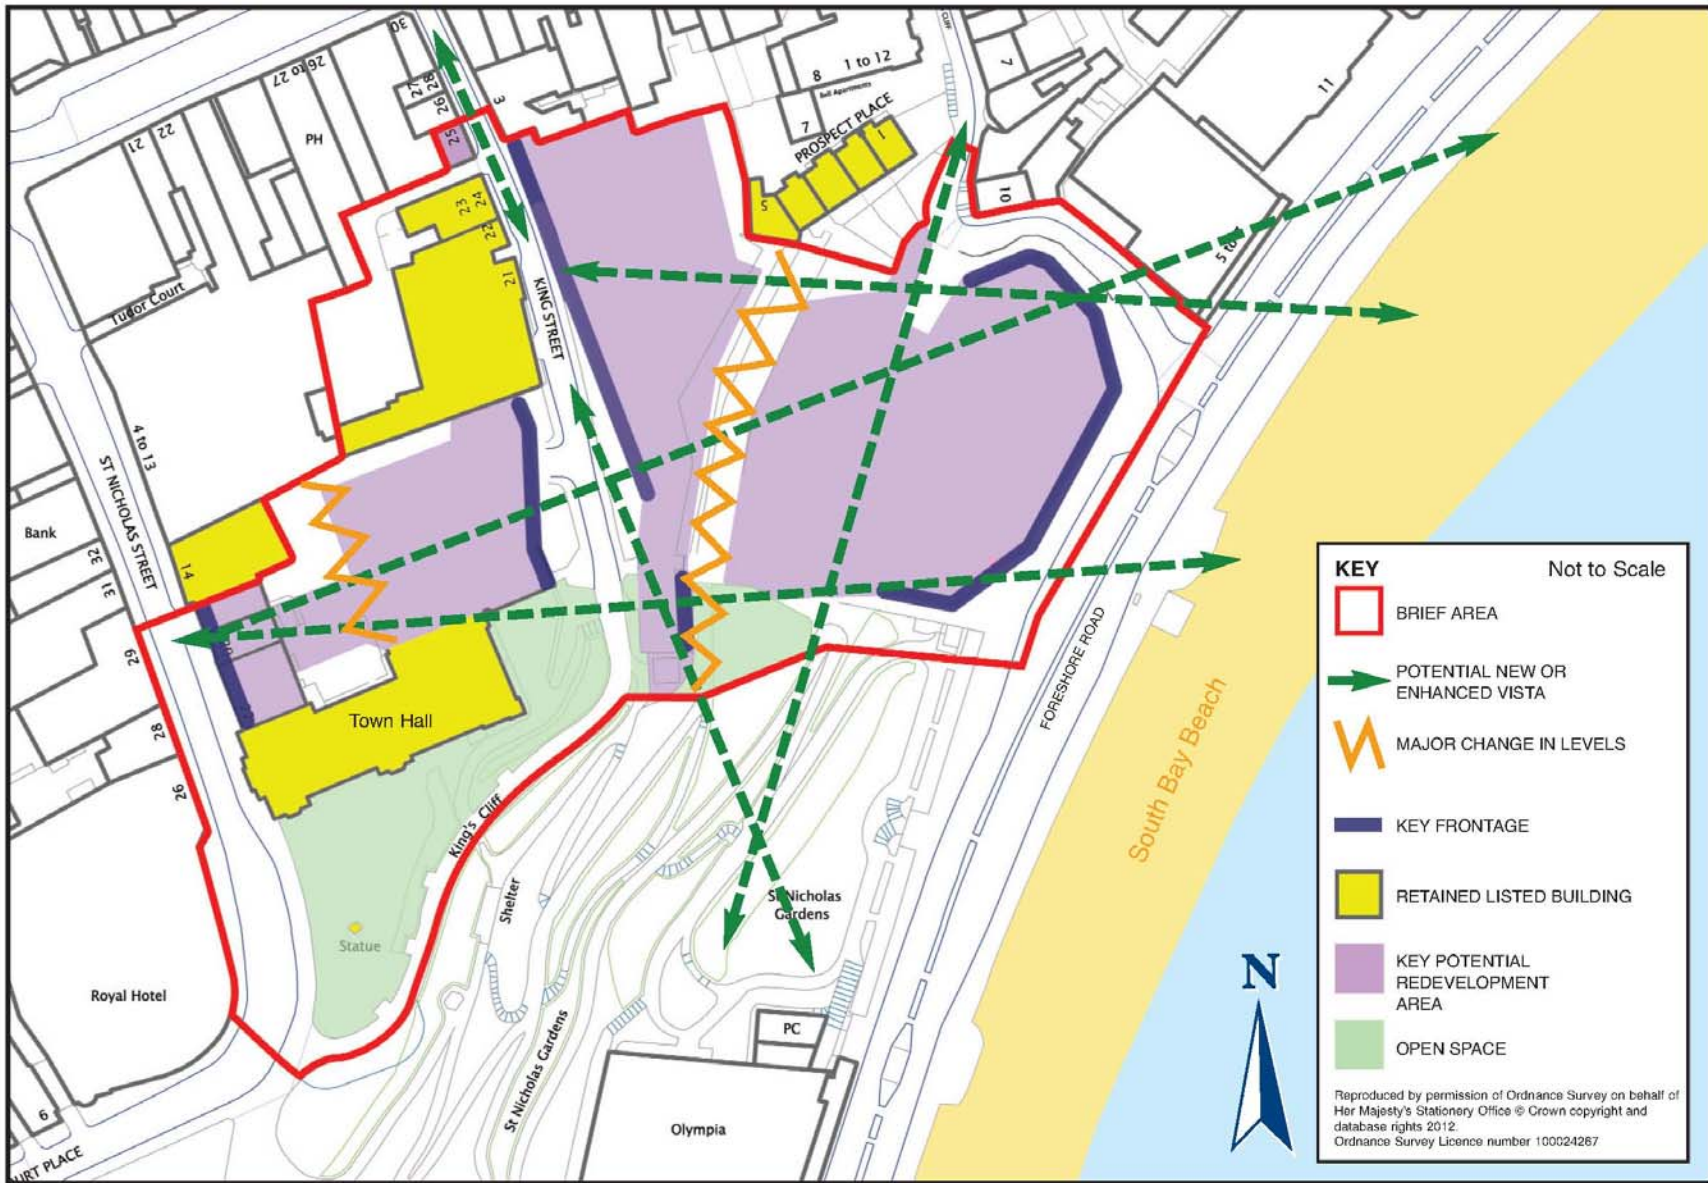 30
26 to 27
27
28
26
25
3
22
21
PH
8
1 to 12
Bell Apartments
7
PROSPECT PLACE
1
5
7
11
10
CLIFF
23
24
22
21
KING STREET
Tudor Court
4 to 13
ST NICHOLAS STREET
Bank
32
31
14
29
28
26
Town Hall
King's Cliff
Shelter
Statue
Royal Hotel
St Nicholas
Gardens
St Nicholas Gardens
PC
Olympia
6
URT PLACE
FORESHORE ROAD
South Bay Beach
N
KEY
Not to Scale
BRIEF AREA
POTENTIAL NEW OR
ENHANCED VISTA
MAJOR CHANGE IN LEVELS
KEY FRONTAGE
RETAINED LISTED BUILDING
KEY POTENTIAL
REDEVELOPMENT
AREA
OPEN SPACE
Reproduced by permission of Ordnance Survey on behalf of
Her Majesty's Stationery Office © Crown copyright and
database rights 2012.
Ordnance Survey Licence number 100024267